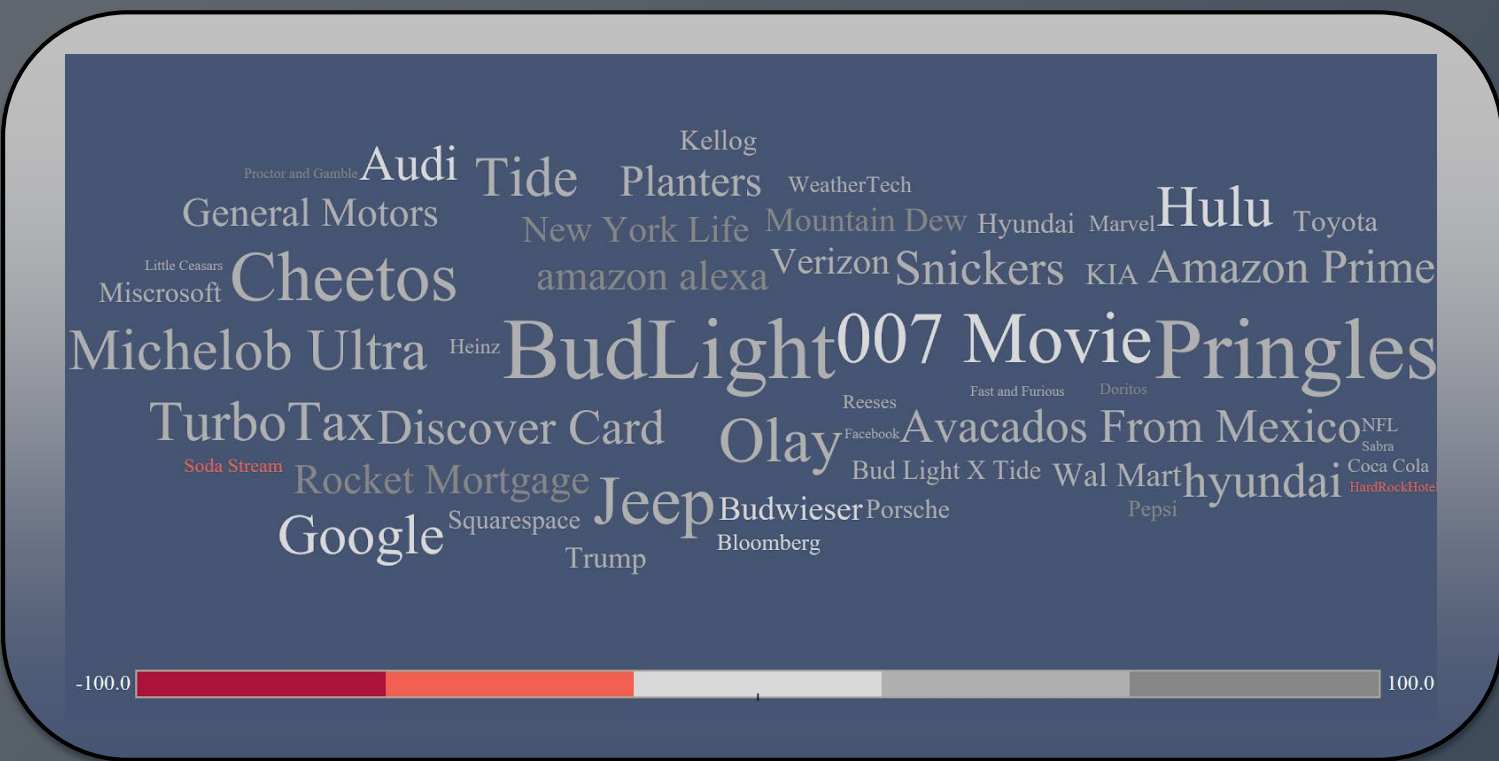 Kellog
Proctor and Gamble Audi Tide Planters WeatherTech
General Motors New York Life Mountain Dew Hyundai Marvel Hulu Toyota
Little Ceasars Cheetos amazon alexa Verizon Snickers KIA Amazon Prime
Miscrosoft
Michelob Ultra Heinz BudLight 007 Movie Pringles
Reeses Fast and Furious Doritos
TurboTax Discover Card Olay Facebook Avacados From Mexico NFL
Sabra
Soda Stream Rocket Mortgage Jeep Bud Light X Tide Wal Mart hyundai Coca Cola
HardRockHotel
Google Squarespace Budwieser Porsche Pepsi
Trump Bloomberg
-100.0 100.0